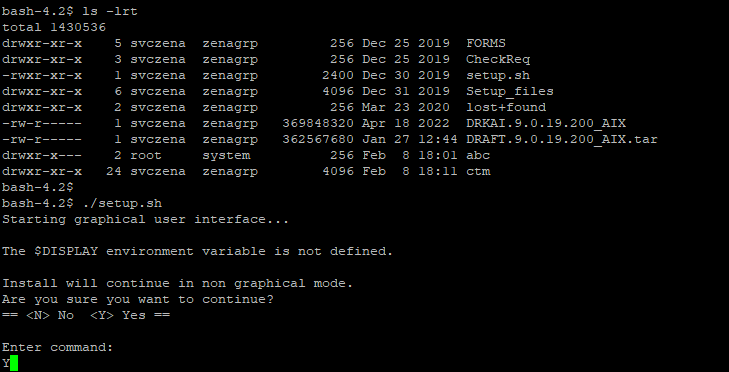 bash-4.2$ ls -lrt
total 1430536
drwxr-xr-x 5 svczena zenagrp 256 Dec 25 2019 FORMS
drwxr-xr-x 3 svczena zenagrp 256 Dec 25 2019 CheckReq
-rwxr-xr-x 1 svczena zenagrp 2400 Dec 30 2019 setup.sh
drwxr-xr-x 6 svczena zenagrp 4096 Dec 31 2019 Setup_files
drwxr-xr-x 2 svczena zenagrp 256 Mar 23 2020 lost+found
-rw-r----- 1 svczena zenagrp 369848320 Apr 18 2022 DRKAI.9.0.19.200_AIX
-rw-r----- 1 svczena zenagrp 362567680 Jan 27 12:44 DRAFT.9.0.19.200_AIX.tar
drwxr-x--- 2 root system 256 Feb 8 18:01 abc
drwxr-xr-x 24 svczena zenagrp 4096 Feb 8 18:11 ctm
bash-4.2$
bash-4.2$ ./setup.sh
Starting graphical user interface...
The $DISPLAY environment variable is not defined.
Install will continue in non graphical mode.
Are you sure you want to continue?
== <N> No <Y> Yes ==
Enter command:
Y